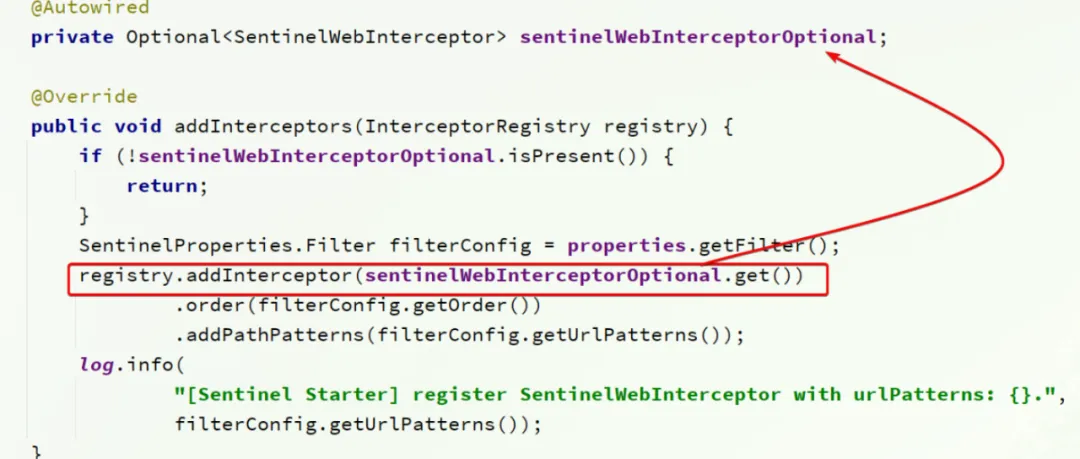 @Autowired
private Optional<SentinelWebInterceptor> sentinelWebInterceptorOptional;
@Override
public void addInterceptors(InterceptorRegistry registry) {
if (!sentinelWebInterceptorOptional.isPresent()) {
return;
}
SentinelProperties.Filter filterConfig = properties.getFilter();
registry.addInterceptor(sentinelWebInterceptorOptional.get())
.order(filterConfig.getOrder())
.addPathPatterns(filterConfig.getUrlPatterns());
log.info(
"[Sentinel Starter] register SentinelWebInterceptor with urlPatterns: {}.",
filterConfig.getUrlPatterns());
}